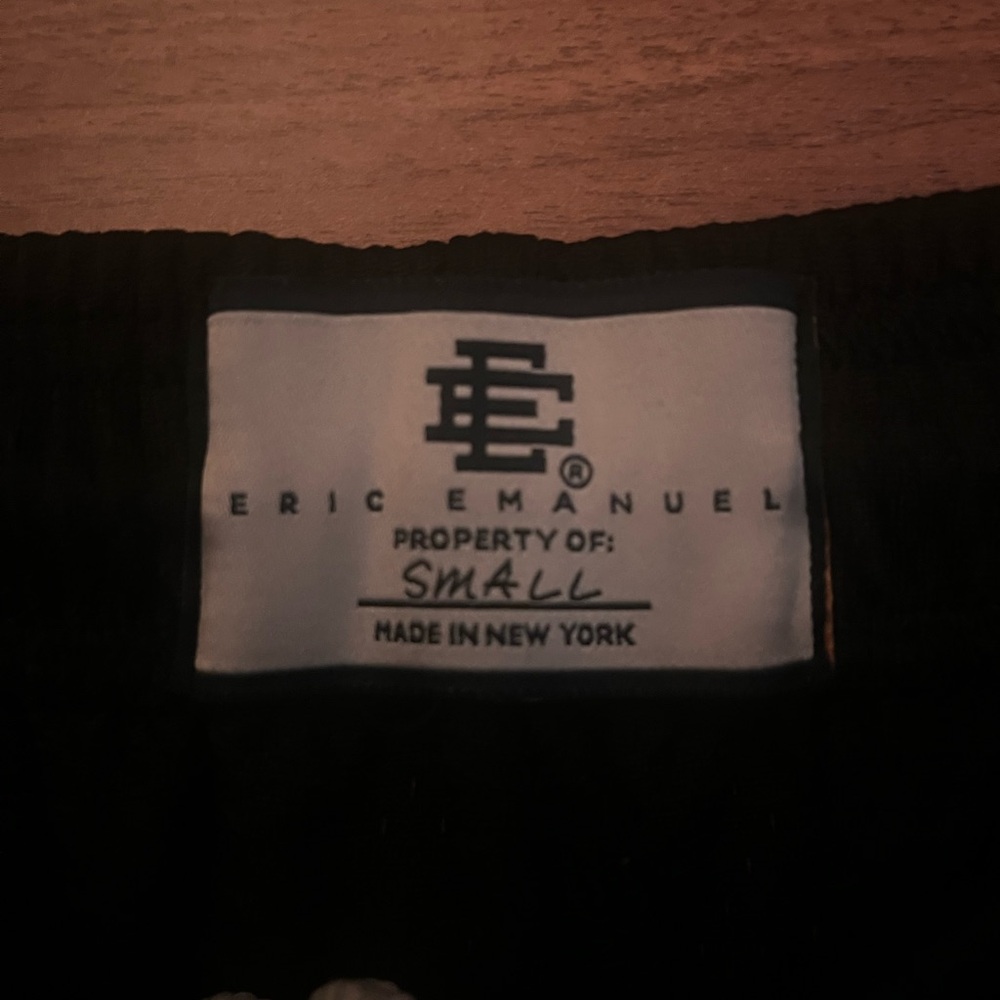 EE®
ERIC EMANUEL
PROPERTY OF:
SMALL
MADE IN NEW YORK